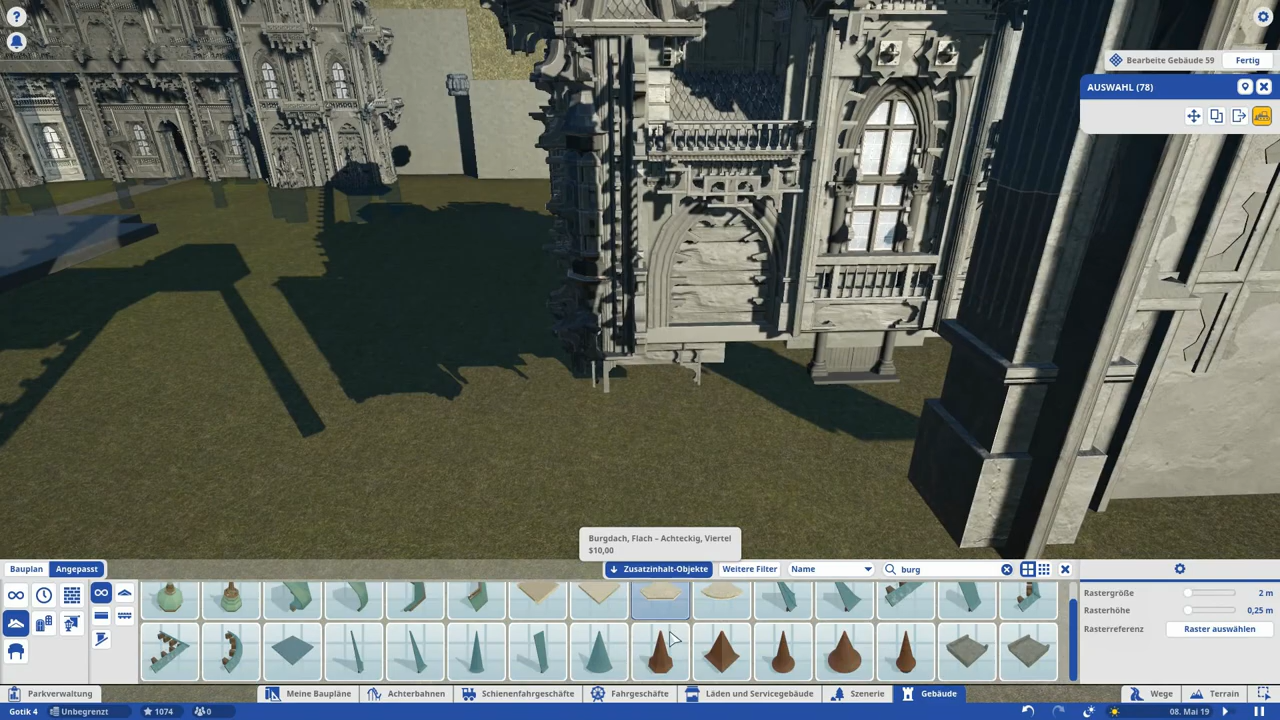 Bearbeite Gebäude 59
Fertig
AUSWAHL (78)
Burgdach, Flach – Achteckig, Viertel
$10,00
Bauplan
Angepasst
Zusatzinhalt-Objekte
Weitere Filter
Name
burg
Rastergröße
2 m
Rasterhöhe
0,25 m
Rasterreferenz
Raster auswählen
Parkverwaltung
Meine Baupläne
Achterbahnen
Schienenfahrgeschäfte
Fahrgeschäfte
Läden und Servicegebäude
Szenerie
Gebäude
Wege
Terrain
Gotik 4
Unbegrenzt
1074
0
08. Mai 19